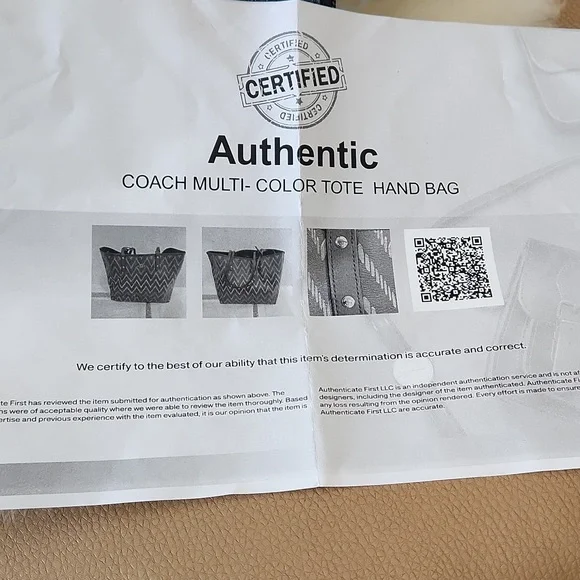 CERTIFIED
CERTIFIED
CERTIFIED
Authentic
COACH MULTI- COLOR TOTE HAND BAG
We certify to the best of our ability that this item's determination is accurate and correct.
te First has reviewed the item submitted for authentication as shown above. The
ns were of acceptable quality where we were able to review the item thoroughly. Based
ertise and previous experience with the item evaluated, it is our opinion that the item is
Authenticate First LLC is an independent authentication service and is not af
designers, including the designer of the item authenticated. Authenticate Fi
any loss resulting from the opinion rendered. Every effort is made to ensure
Authenticate First LLC are accurate.